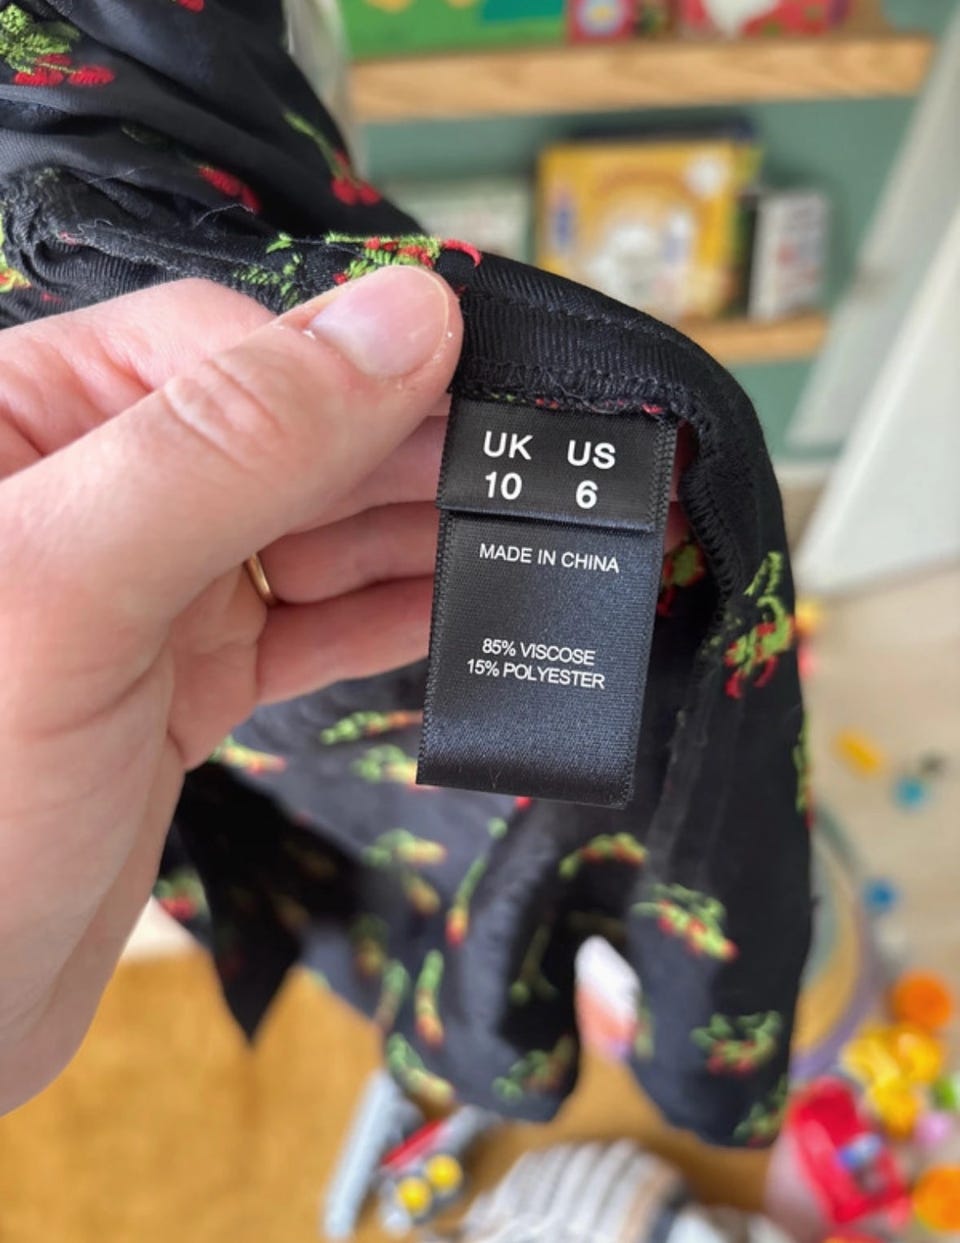 UK US
10 6
MADE IN CHINA
85% VISCOSE
15% POLYESTER